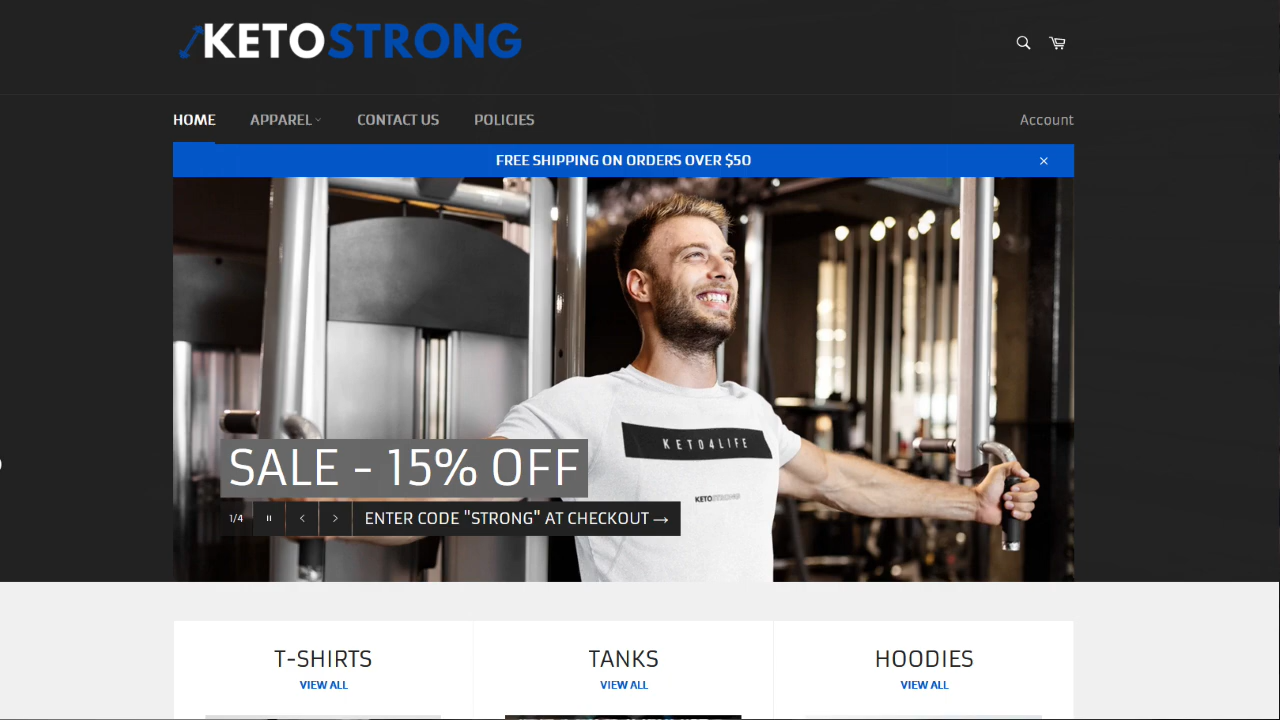 KETOSTRONG
HOME APPAREL CONTACT US POLICIES Account
FREE SHIPPING ON ORDERS OVER $50
KETO4LIFE
KETOSTRONG
SALE - 15% OFF
1/4 ENTER CODE "STRONG" AT CHECKOUT →
T-SHIRTS TANKS HOODIES
VIEW ALL VIEW ALL VIEW ALL